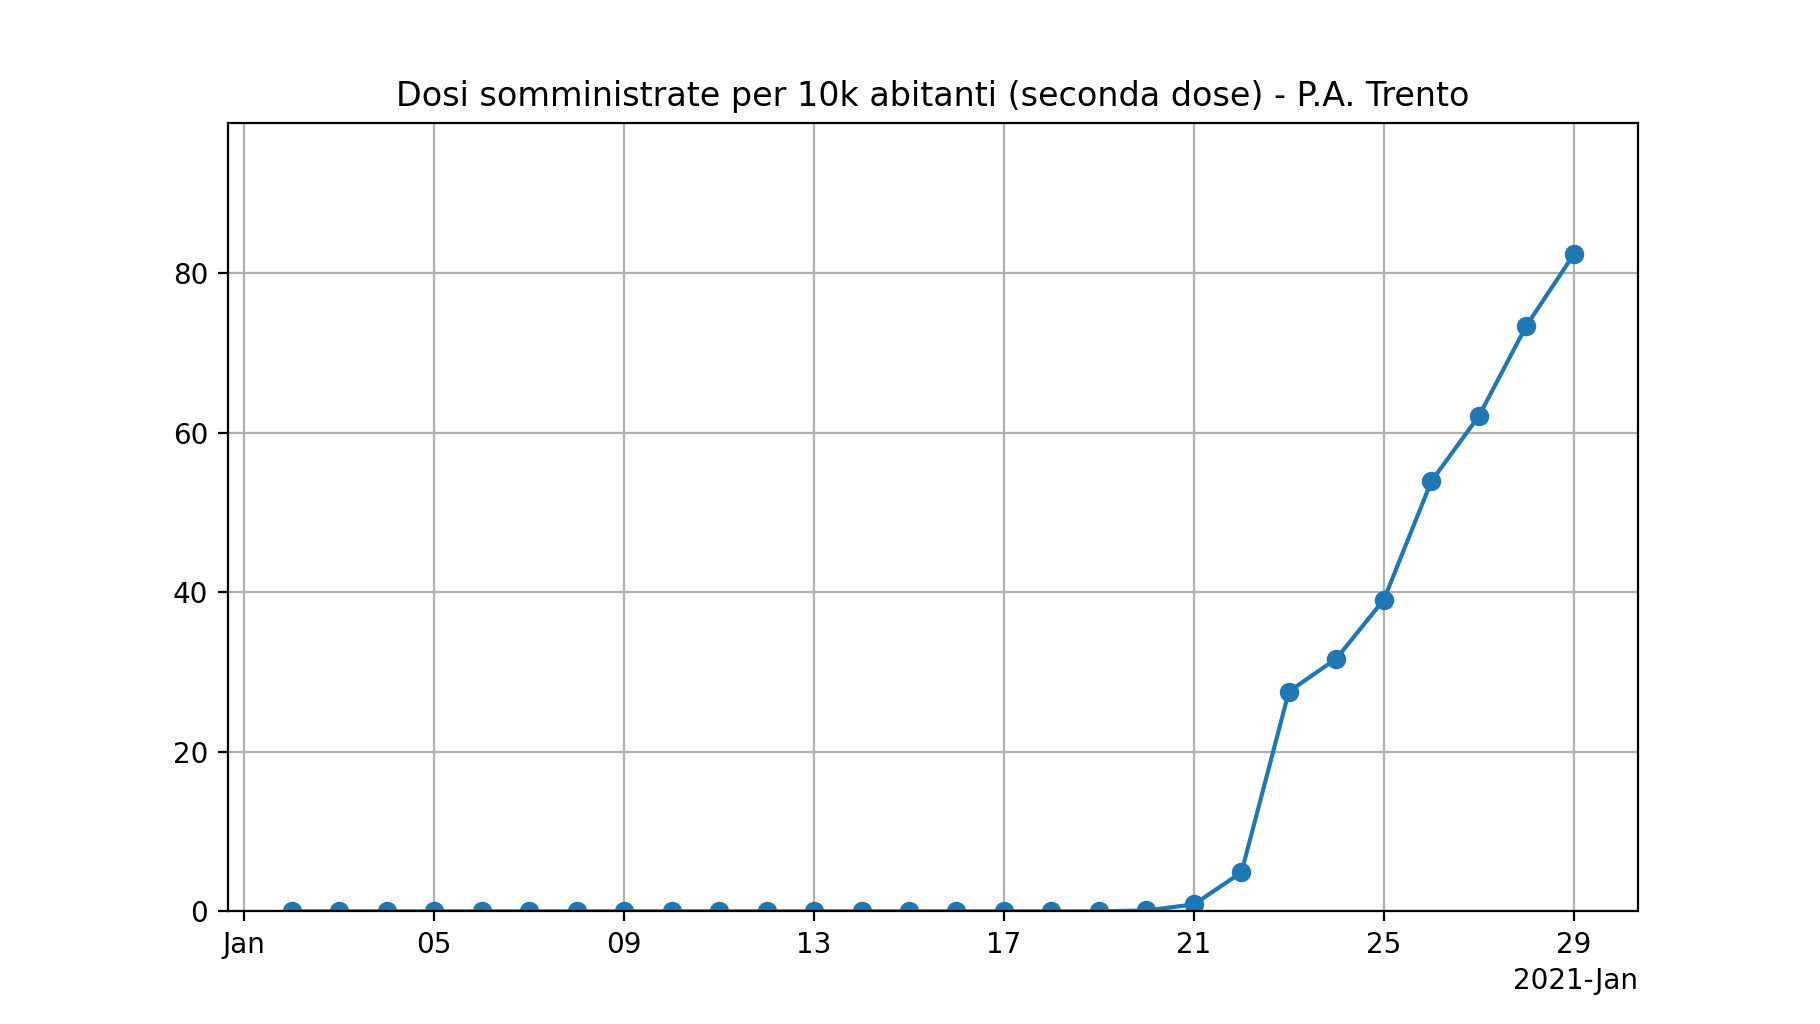 Dosi somministrate per 10k abitanti (seconda dose) - P.A. Trento
80
60
40
20
0
Jan 05 09 13 17 21 25 29
2021-Jan